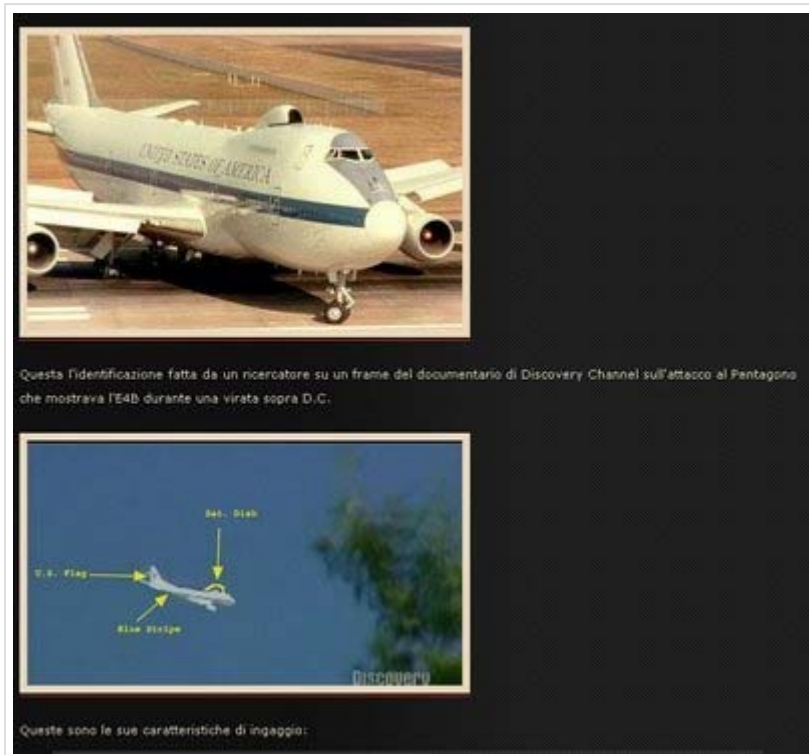 UNITED STATES OF AMERICA
Questa l'identificazione fatta da un ricercatore su un frame del documentario di Discovery Channel sull'attacco al Pentagono
che mostrava l'E4B durante una virata sopra D.C.
Sat. Dish
U.S. Flag
Blue Stripe
Discovery
Queste sono le sue caratteristiche di ingaggio: